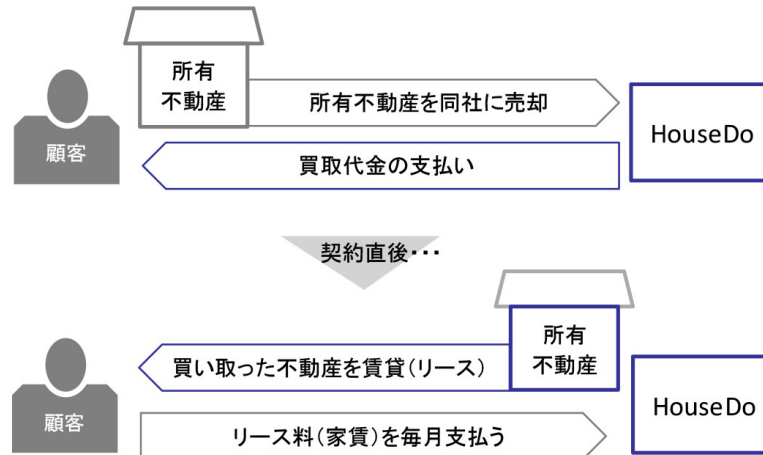 所有
不動産
所有不動産を同社に売却
顧客
HouseDo
買取代金の支払い
契約直後･･･
所有
不動産
買い取った不動産を賃貸(リース)
顧客
HouseDo
リース料(家賃)を毎月支払う